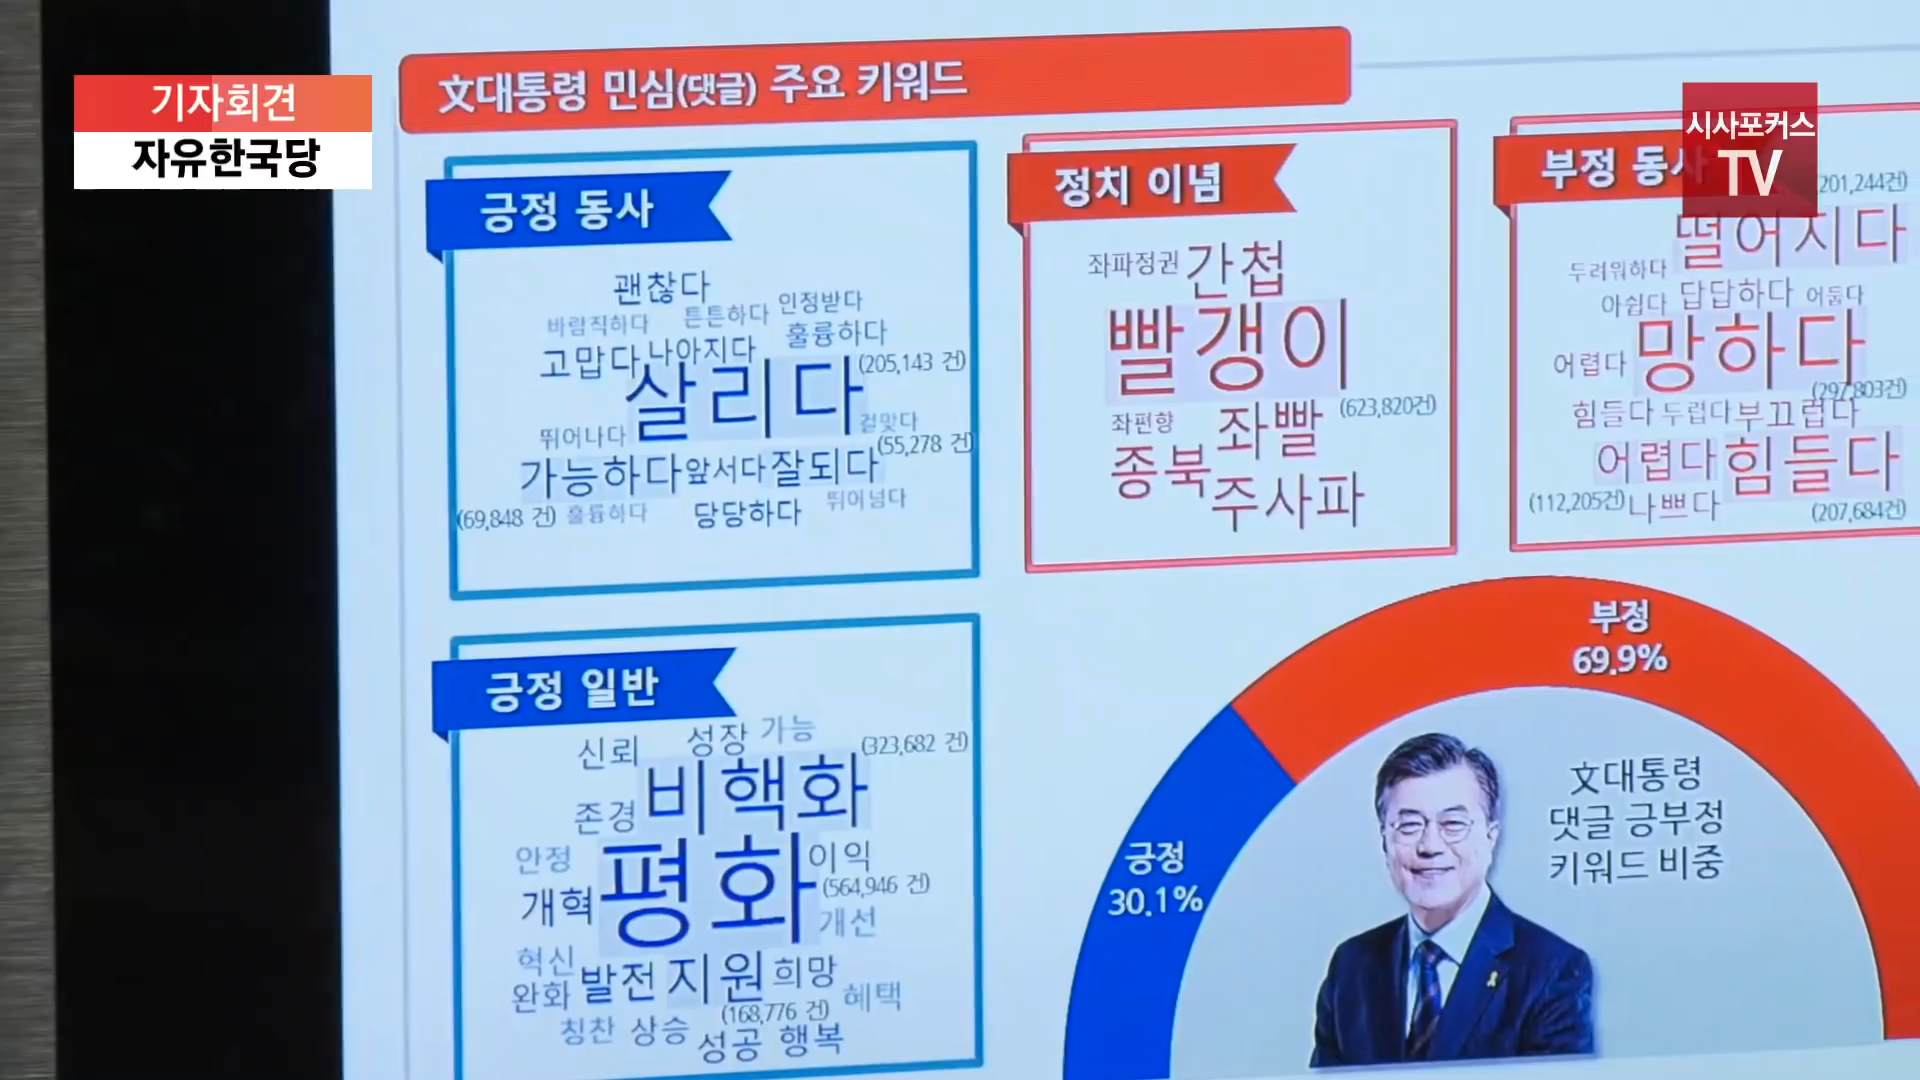 기자회견
자유한국당
시사포커스
TV
文대통령 민심(댓글) 주요 키워드
긍정 동사
괜찮다
바람직하다 튼튼하다 인정받다
고맙다 나아지다 훌륭하다
살리다 (205,143 건)
뛰어나다 걸맞다
가능하다 앞서다 잘되다 (55,278 건)
(69,848 건) 훌륭하다 당당하다 뛰어넘다
정치 이념
좌파정권 간첩
빨갱이
(623,820건)
좌편향 좌빨
종북 주사파
부정 동사
(201,244건)
떨어지다
두려워하다
아쉽다 답답하다 어둡다
어렵다 망하다
(297,803건)
힘들다 두렵다 부끄럽다
어렵다 힘들다
(112,205건) 나쁘다 (207,684건)
긍정 일반
신뢰 성장 가능
(323,682 건)
존경 비핵화
안정 평화 이익
(564,946 건)
개혁 개선
혁신
완화 발전 지원 희망
(168,776 건) 혜택
칭찬 상승 성공 행복
부정
69.9%
긍정
30.1%
文대통령
댓글 긍부정
키워드 비중